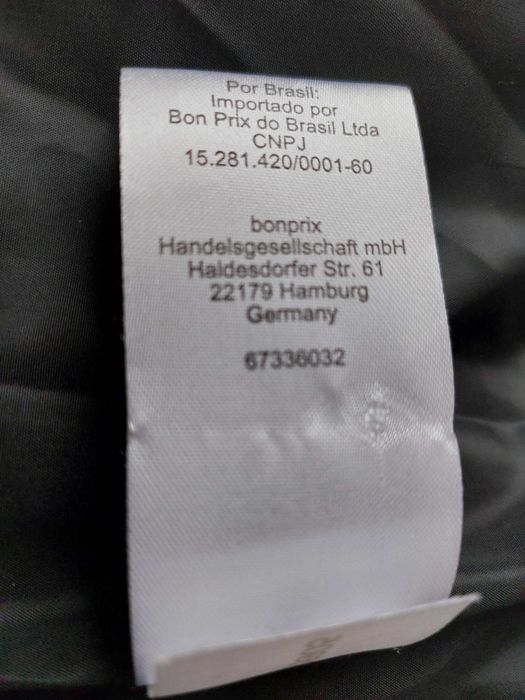 Por Brasil:
Importado por
Bon Prix do Brasil Ltda
CNPJ
15.281.420/0001-60
bonprix
Handelsgesellschaft mbH
Haldesdorfer Str. 61
22179 Hamburg
Germany
67336032